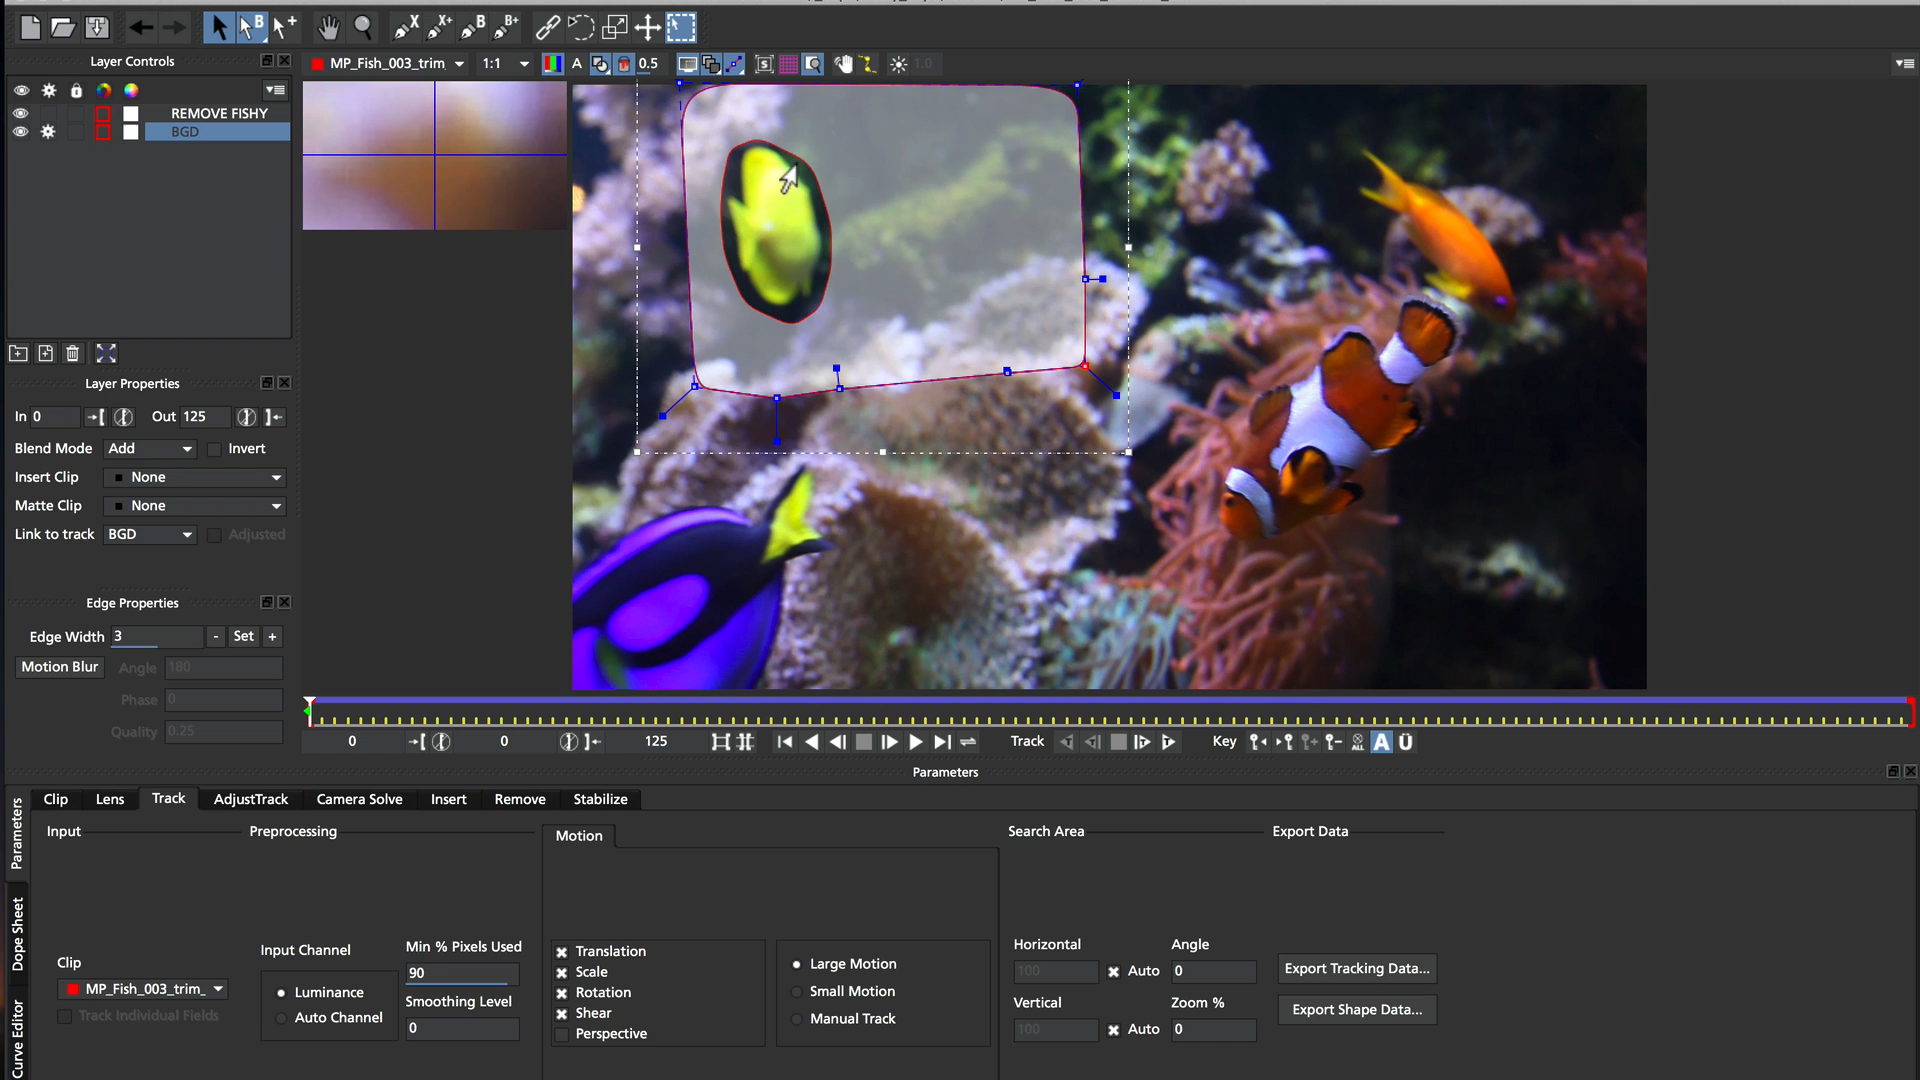 Layer Controls
MP_Fish_003_trim
1:1
A
0.5
1.0
REMOVE FISHY
BGD
Layer Properties
In 0
Out 125
Blend Mode Add
Invert
Insert Clip None
Matte Clip None
Link to track BGD
Adjusted
Edge Properties
Edge Width 3 - Set +
Motion Blur Angle 180
Phase 0
Quality 0.25
0
0
125
Track
Key
ALL
A
Ü
Parameters
Parameters
Dope Sheet
Curve Editor
Clip
Lens
Track
AdjustTrack
Camera Solve
Insert
Remove
Stabilize
Input
Clip
MP_Fish_003_trim_
Track Individual Fields
Preprocessing
Input Channel
Luminance
Auto Channel
Min % Pixels Used
90
Smoothing Level
0
Motion
Translation
Scale
Rotation
Shear
Perspective
Large Motion
Small Motion
Manual Track
Search Area
Horizontal
100 Auto
Vertical
100 Auto
Angle
0
Zoom %
0
Export Data
Export Tracking Data...
Export Shape Data...